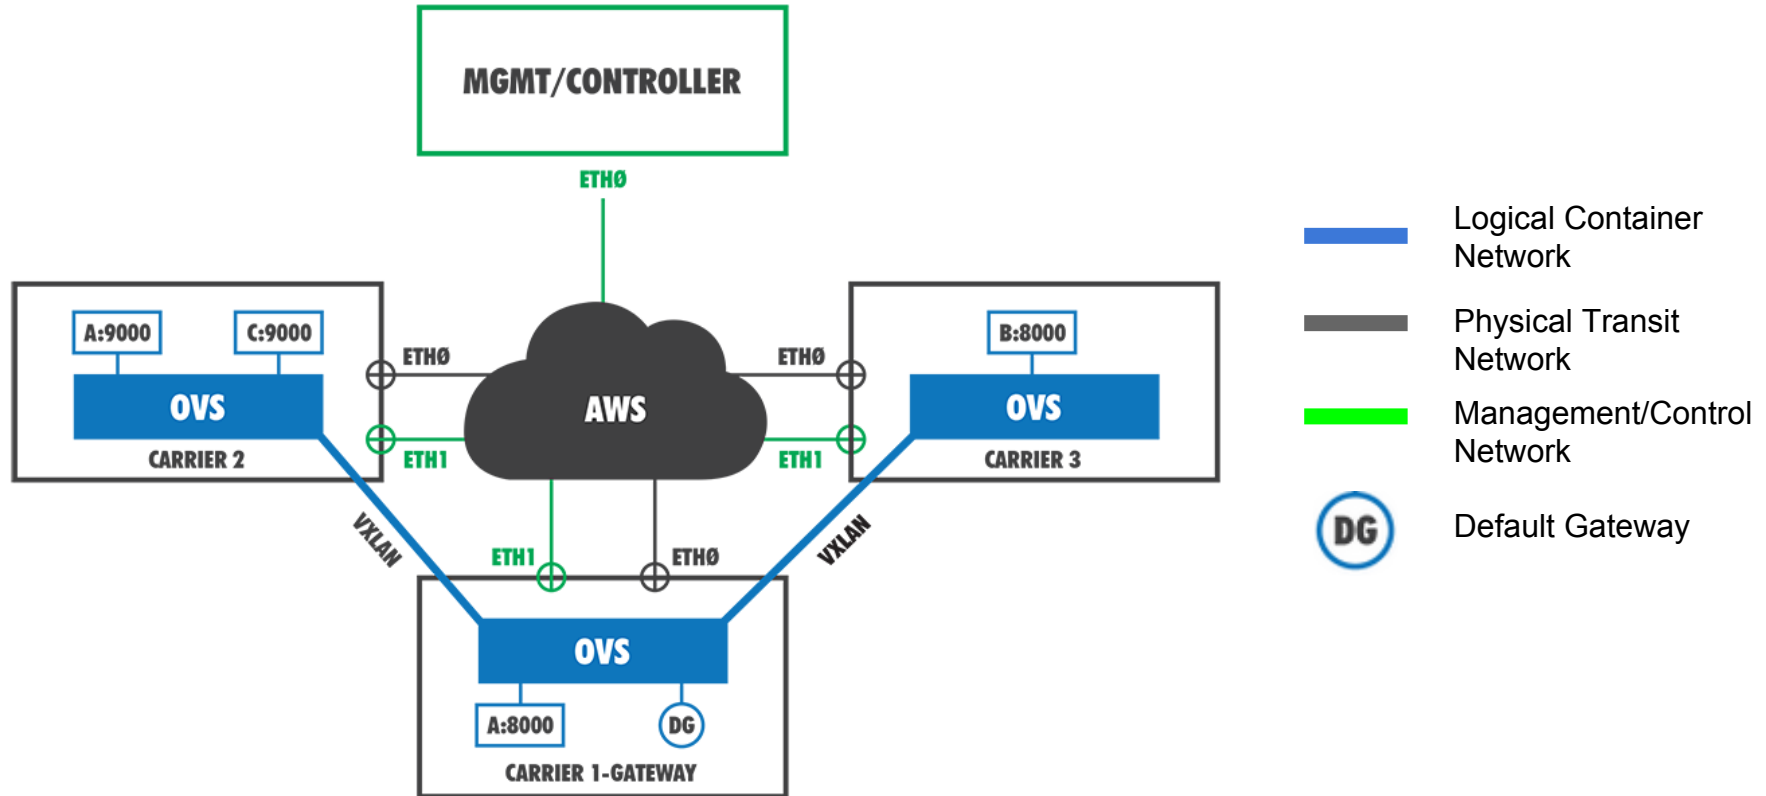 MGMT/CONTROLLER
ETHØ
A:9000
C:9000
OVS
CARRIER 2
ETHØ
ETH1
AWS
ETHØ
ETH1
B:8000
OVS
CARRIER 3
VXLAN
VXLAN
ETH1
ETHØ
OVS
A:8000
DG
CARRIER 1-GATEWAY
Logical Container
Network
Physical Transit
Network
Management/Control
Network
DG
Default Gateway